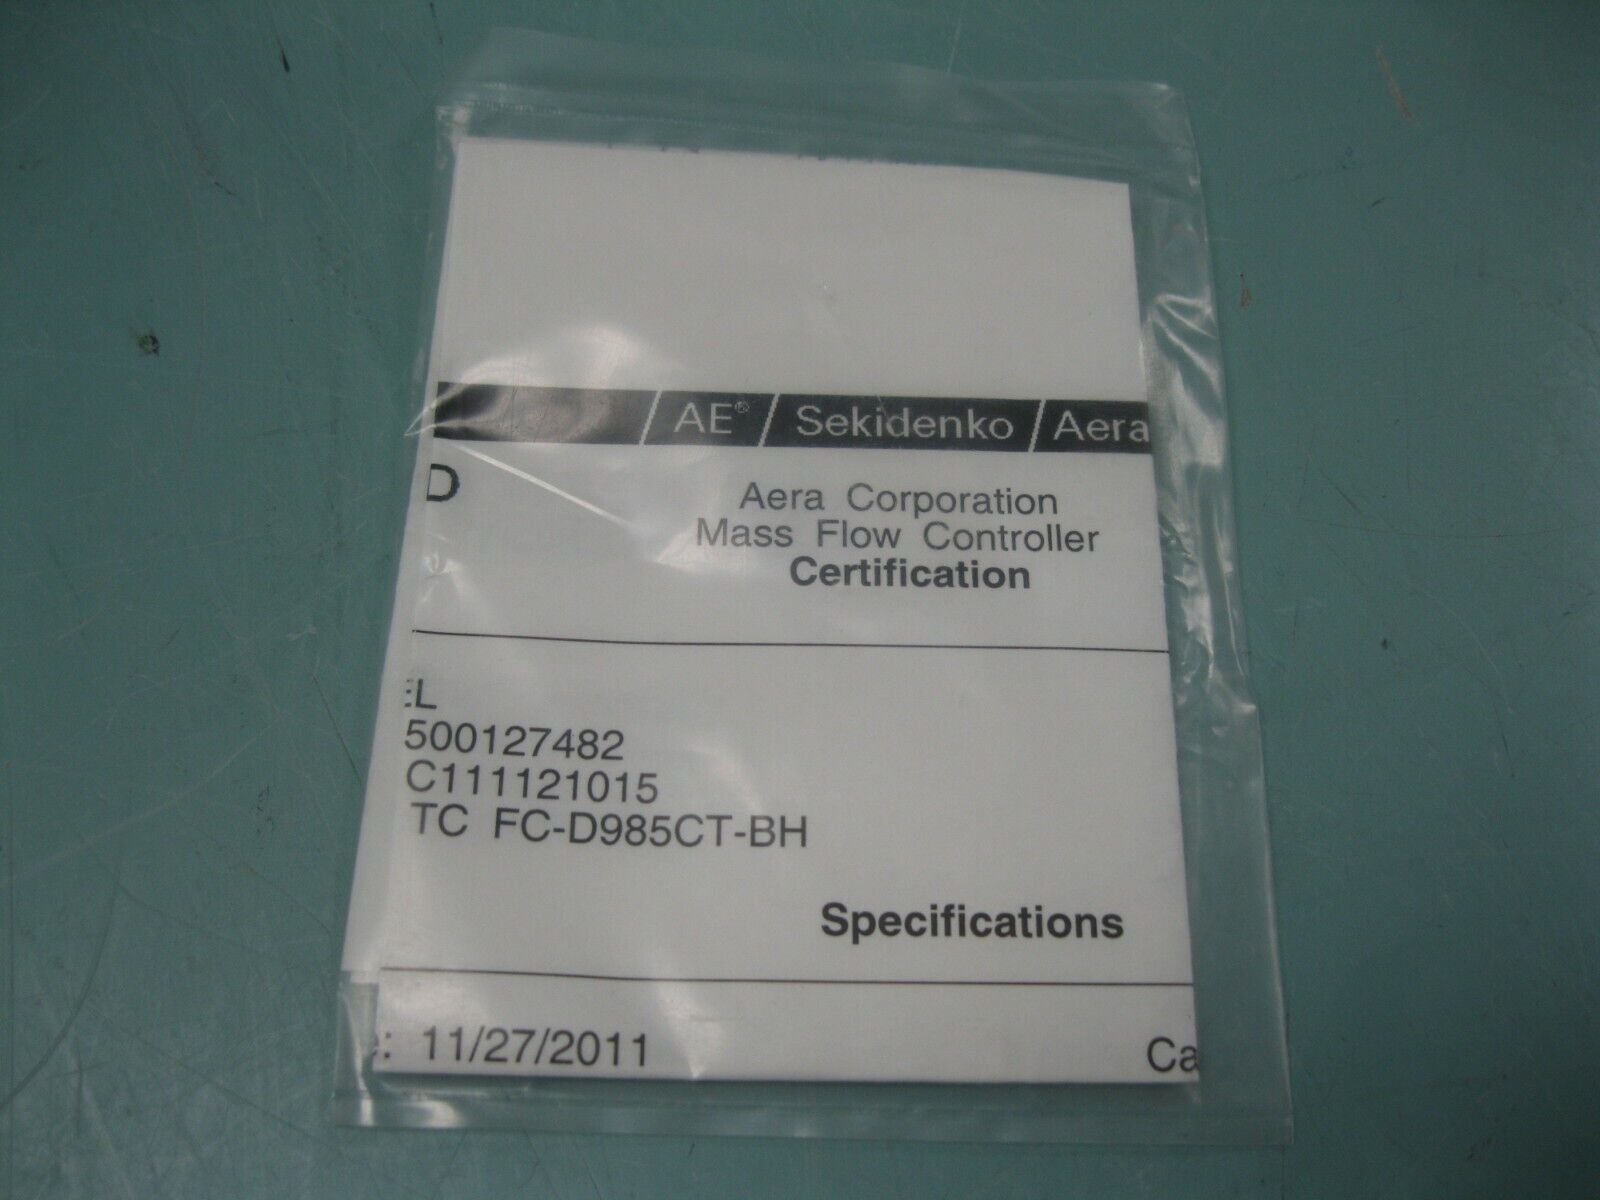 AE® Sekidenko Aera
D
Aera Corporation
Mass Flow Controller
Certification
EL
500127482
C111121015
TC FC-D985CT-BH
Specifications
e: 11/27/2011
Ca